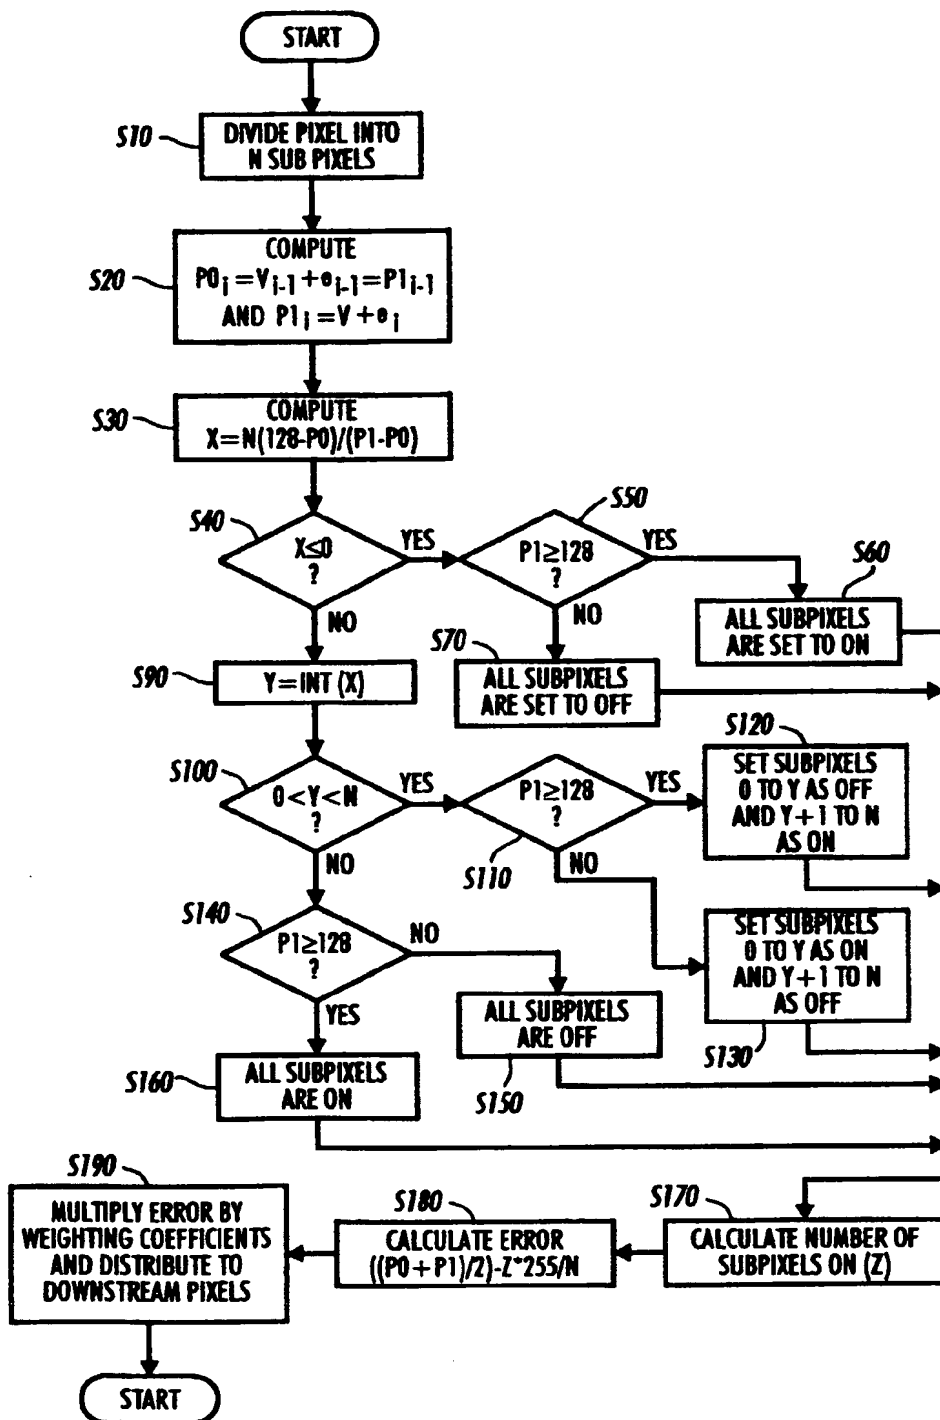 START
S10
DIVIDE PIXEL INTO
N SUB PIXELS
S20
COMPUTE
P0i=Vi-1+ei-1=P1i-1
AND P1i=V+ei
S30
COMPUTE
X=N(128-P0)/(P1-P0)
S40
X≤0
?
YES
NO
S50
P1≥128
?
YES
NO
S60
ALL SUBPIXELS
ARE SET TO ON
S70
ALL SUBPIXELS
ARE SET TO OFF
S90
Y=INT (X)
S100
0<Y<N
?
YES
NO
P1≥128
?
S110
YES
NO
S120
SET SUBPIXELS
0 TO Y AS OFF
AND Y+1 TO N
AS ON
SET SUBPIXELS
0 TO Y AS ON
AND Y+1 TO N
AS OFF
S130
S140
P1≥128
?
NO
YES
ALL SUBPIXELS
ARE OFF
S150
S160
ALL SUBPIXELS
ARE ON
S170
CALCULATE NUMBER OF
SUBPIXELS ON (Z)
S180
CALCULATE ERROR
((P0+P1)/2)-Z*255/N
S190
MULTIPLY ERROR BY
WEIGHTING COEFFICIENTS
AND DISTRIBUTE TO
DOWNSTREAM PIXELS
START